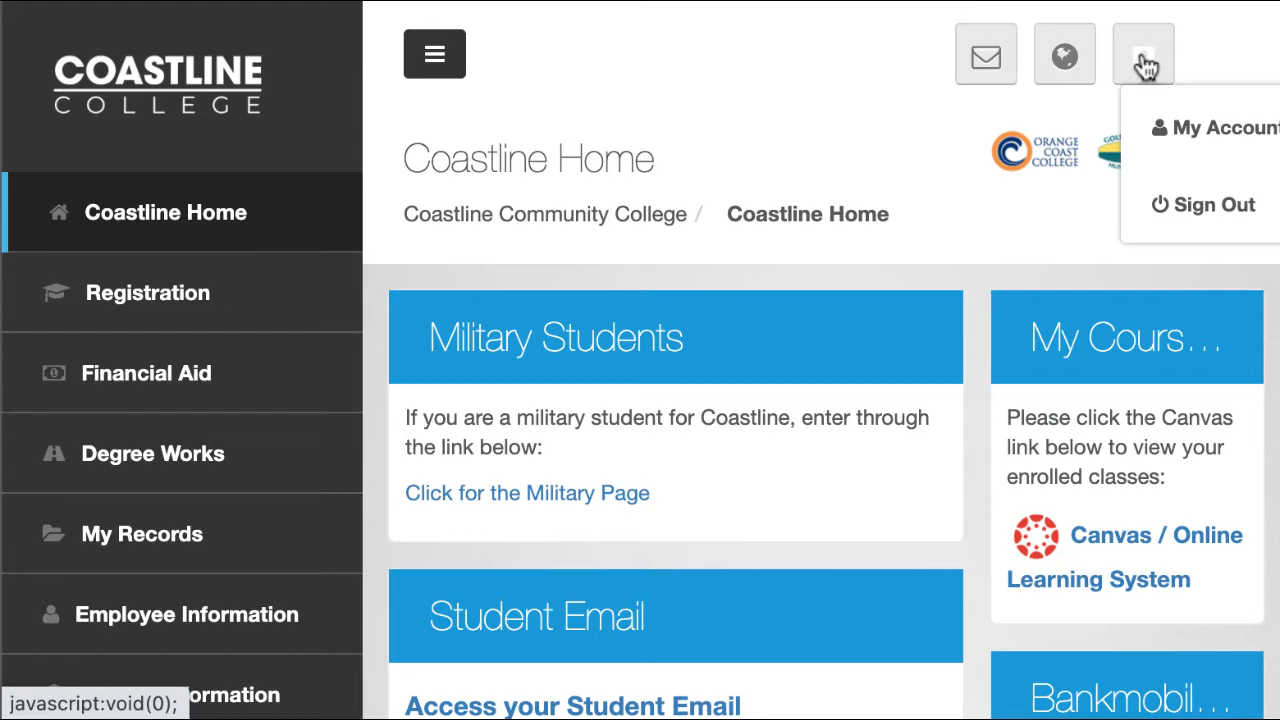 COASTLINE
COLLEGE
Coastline Home
Registration
Financial Aid
Degree Works
My Records
Employee Information
ormation
javascript:void(0);
ORANGE
COAST
COLLEGE
My Account
Sign Out
Coastline Home
Coastline Community College / Coastline Home
Military Students
If you are a military student for Coastline, enter through
the link below:
Click for the Military Page
Student Email
Access your Student Email
My Cours...
Please click the Canvas
link below to view your
enrolled classes:
Canvas / Online
Learning System
Bankmobil...